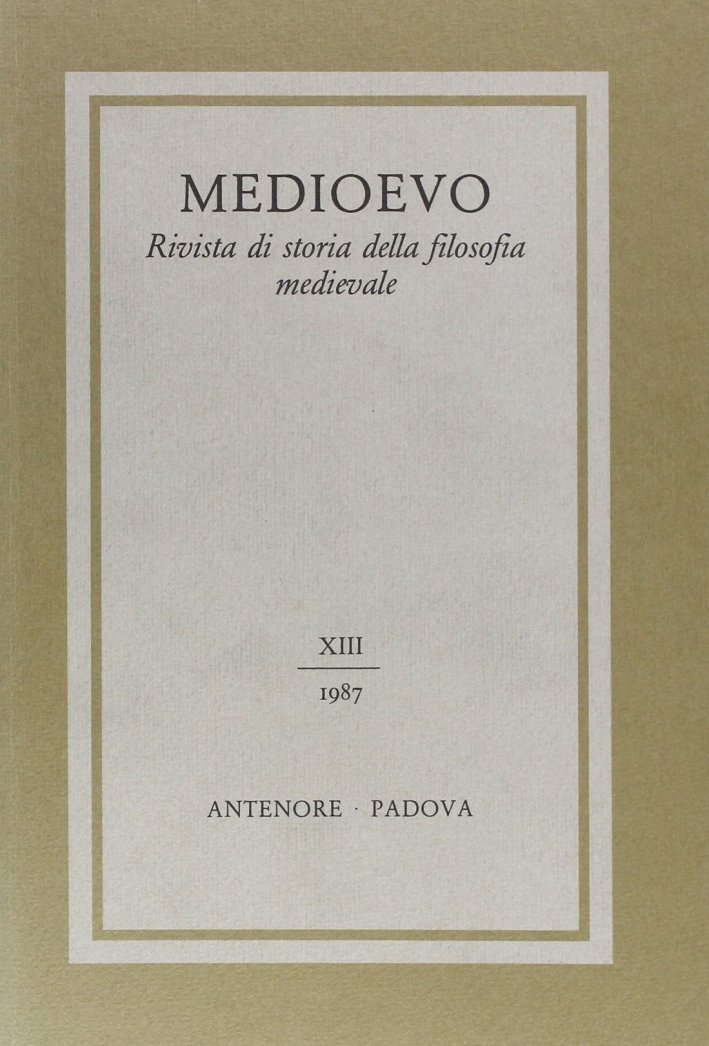 MEDIOEVO
Rivista di storia della filosofia
medievale
XIII
1987
ANTENORE · PADOVA